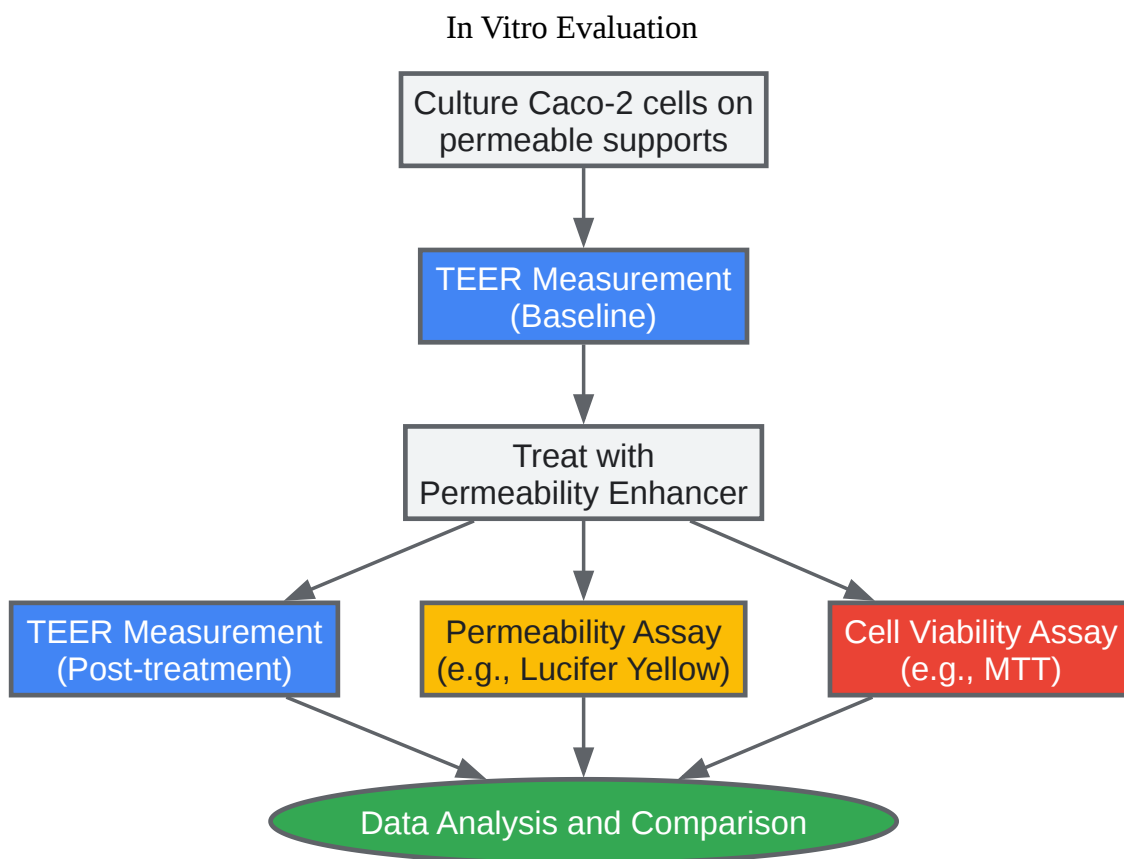 In Vitro Evaluation
Culture Caco-2 cells on
permeable supports
TEER Measurement
(Baseline)
Treat with
Permeability Enhancer
TEER Measurement
(Post-treatment)
Permeability Assay
(e.g., Lucifer Yellow)
Cell Viability Assay
(e.g., MTT)
Data Analysis and Comparison